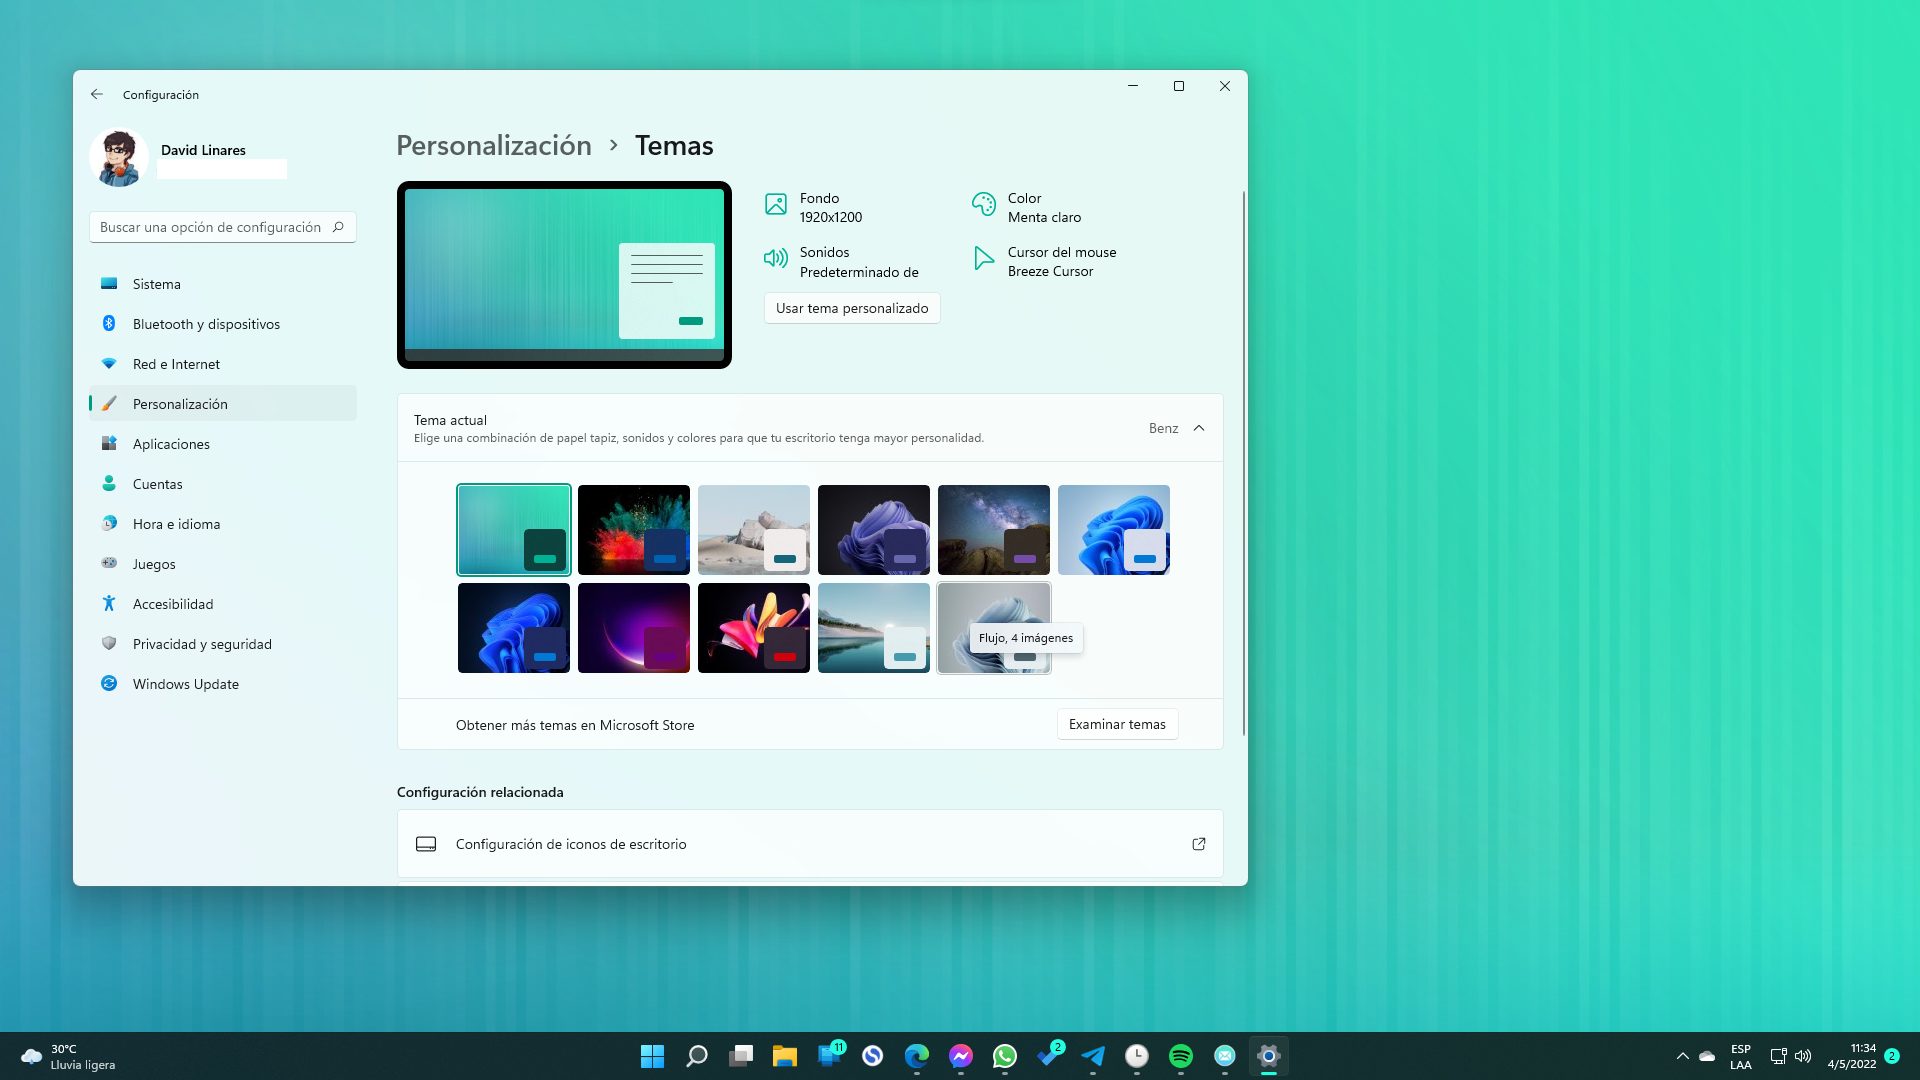 Configuración
David Linares
Buscar una opción de configuración
Sistema
Bluetooth y dispositivos
Red e Internet
Personalización
Aplicaciones
Cuentas
Hora e idioma
Juegos
Accesibilidad
Privacidad y seguridad
Windows Update
Personalización > Temas
Fondo
1920x1200
Color
Menta claro
Sonidos
Predeterminado de
Cursor del mouse
Breeze Cursor
Usar tema personalizado
Tema actual
Elige una combinación de papel tapiz, sonidos y colores para que tu escritorio tenga mayor personalidad.
Benz
Flujo, 4 imágenes
Obtener más temas en Microsoft Store
Examinar temas
Configuración relacionada
Configuración de iconos de escritorio
30°C
Lluvia ligera
11
2
ESP
LAA
11:34
4/5/2022
2